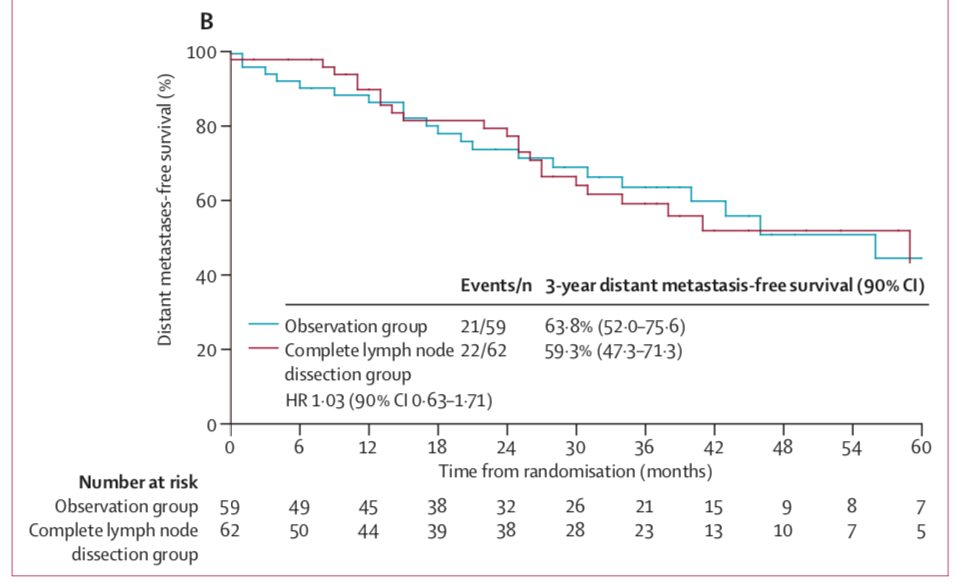 B
Distant metastases-free survival (%)
100
80
60
40
20
0
Events/n 3-year distant metastasis-free survival (90% CI)
Observation group 21/59 63·8% (52·0–75·6)
Complete lymph node 22/62 59·3% (47·3–71·3)
dissection group
HR 1·03 (90% CI 0·63–1·71)
0 6 12 18 24 30 36 42 48 54 60
Time from randomisation (months)
Number at risk
Observation group 59 49 45 38 32 26 21 15 9 8 7
Complete lymph node 62 50 44 39 38 28 23 13 10 7 5
dissection group